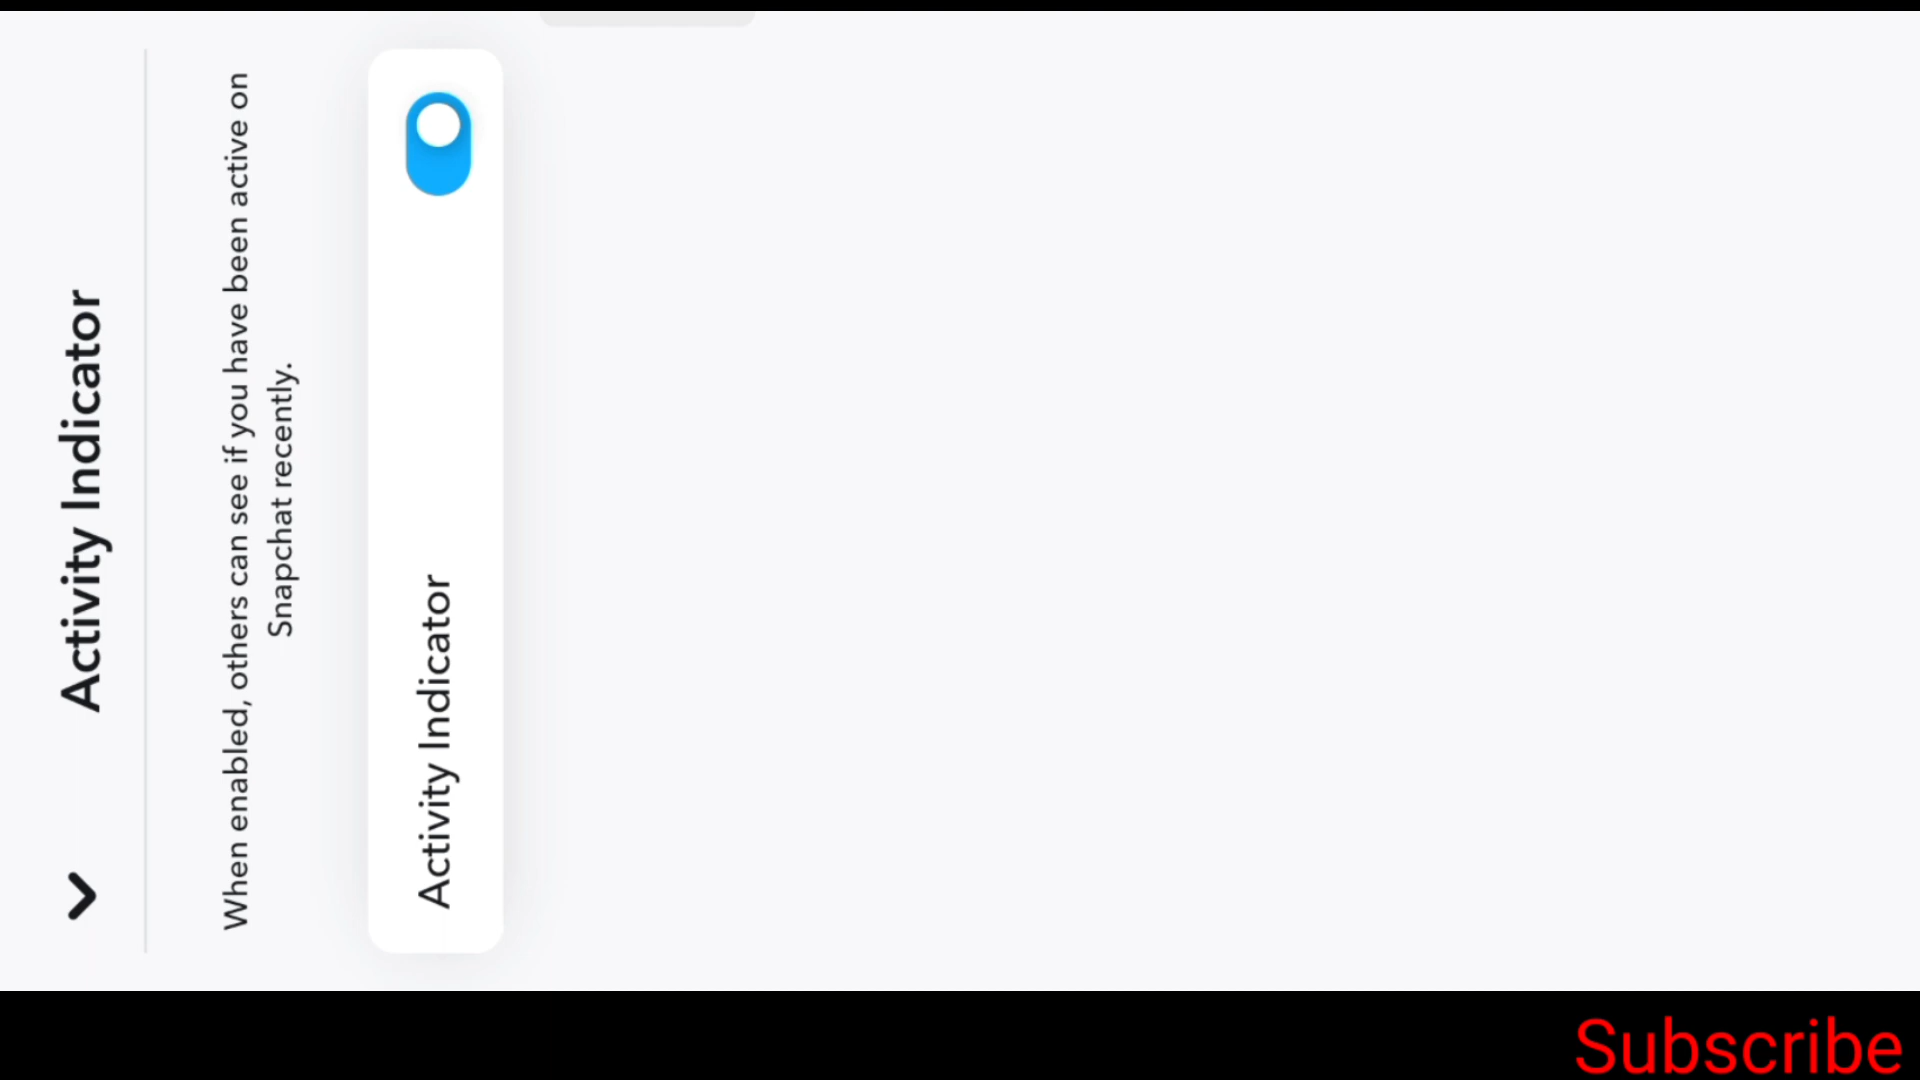 Activity Indicator
When enabled, others can see if you have been active on
Snapchat recently.
Activity Indicator
Subscribe